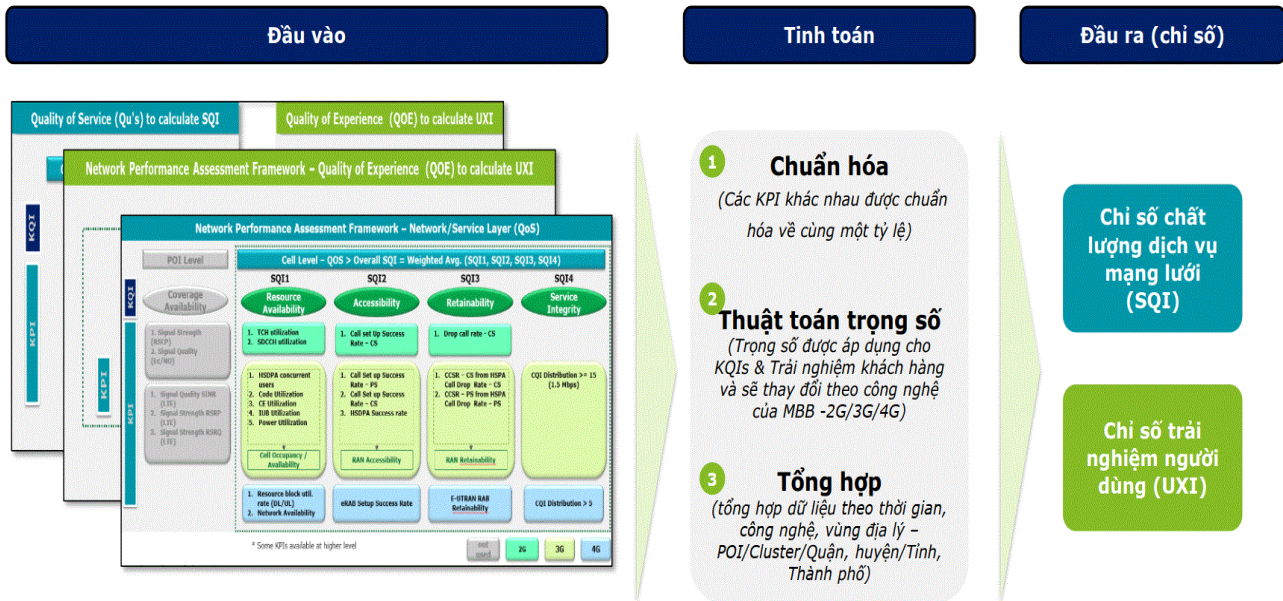 Đầu vào
Tinh toán
Đầu ra (chỉ số)
Quality of Service (Qu's) to calculate SQI
Quality of Experience (QOE) to calculate UXI
Network Performance Assessment Framework – Quality of Experience (QOE) to calculate UXI
KQI
KPI
KPI
Network Performance Assessment Framework – Network/Service Layer (QoS)
KQI
KPI
POI Level
Cell Level – QOS > Overall SQI = Weighted Avg. (SQI1, SQI2, SQI3, SQI4)
SQI1
SQI2
SQI3
SQI4
Coverage
Availability
Resource
Availability
Accessibility
Retainability
Service
Integrity
1. Signal Strength
(RSCP)
2. Signal Quality
(Ec/NO)
1. TCH utilization
2. SDCCH utilization
1. Call set Up Success
Rate – CS
1. Drop call rate - CS
1. Signal Quality SINR
(LTE)
2. Signal Strength RSRP
(LTE)
3. Signal Strength RSRQ
(LTE)
1. HSDPA concurrent
users
2. Code Utilization
3. CE Utilization
4. IUB Utilization
5. Power Utilization
Cell Occupancy /
Availability
1. Call set up Success
Rate – PS
2. Call set Up Success
Rate – CS
3. HSDPA Success rate
RAN Accessibility
1. CCSR - CS from HSPA
Call Drop Rate - CS
2. CCSR - PS from HSPA
Call Drop Rate - PS
RAN Retainability
CQI Distribution >= 15
(1.5 Mbps)
1. Resource block util.
rate (DL/UL)
2. Network Availability
eRAB Setup Success Rate
E-UTRAN RAB
Retainability
CQI Distribution > 5
* Some KPIs available at higher level
not
used
2G
3G
4G
1
Chuẩn hóa
(Các KPI khác nhau được chuẩn
hóa về cùng một tỷ lệ)
2
Thuật toán trọng số
(Trọng số được áp dụng cho
KQIs & Trải nghiệm khách hàng
và sẽ thay đổi theo công nghệ
của MBB -2G/3G/4G)
3
Tổng hợp
(tổng hợp dữ liệu theo thời gian,
công nghệ, vùng địa lý –
POI/Cluster/Quận, huyện/Tỉnh,
Thành phố)
Chỉ số chất
lượng dịch vụ
mạng lưới
(SQI)
Chỉ số trải
nghiệm người
dùng (UXI)